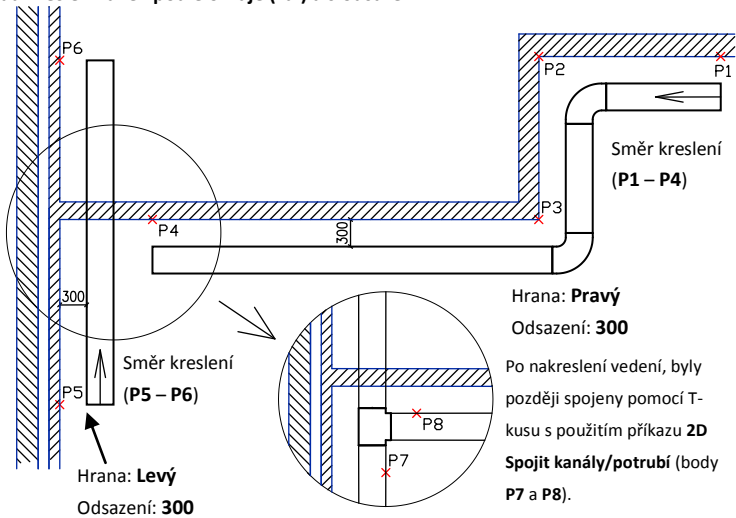 P6
P2
P1
Směr kreslení
(P1 – P4)
P4
300
P3
300
Hrana: Pravý
Odsazení: 300
Směr kreslení
(P5 – P6)
P5
Po nakreslení vedení, byly
později spojeny pomocí T-
kusu s použitím příkazu 2D
Spojit kanály/potrubí (body
P7 a P8).
P8
P7
Hrana: Levý
Odsazení: 300